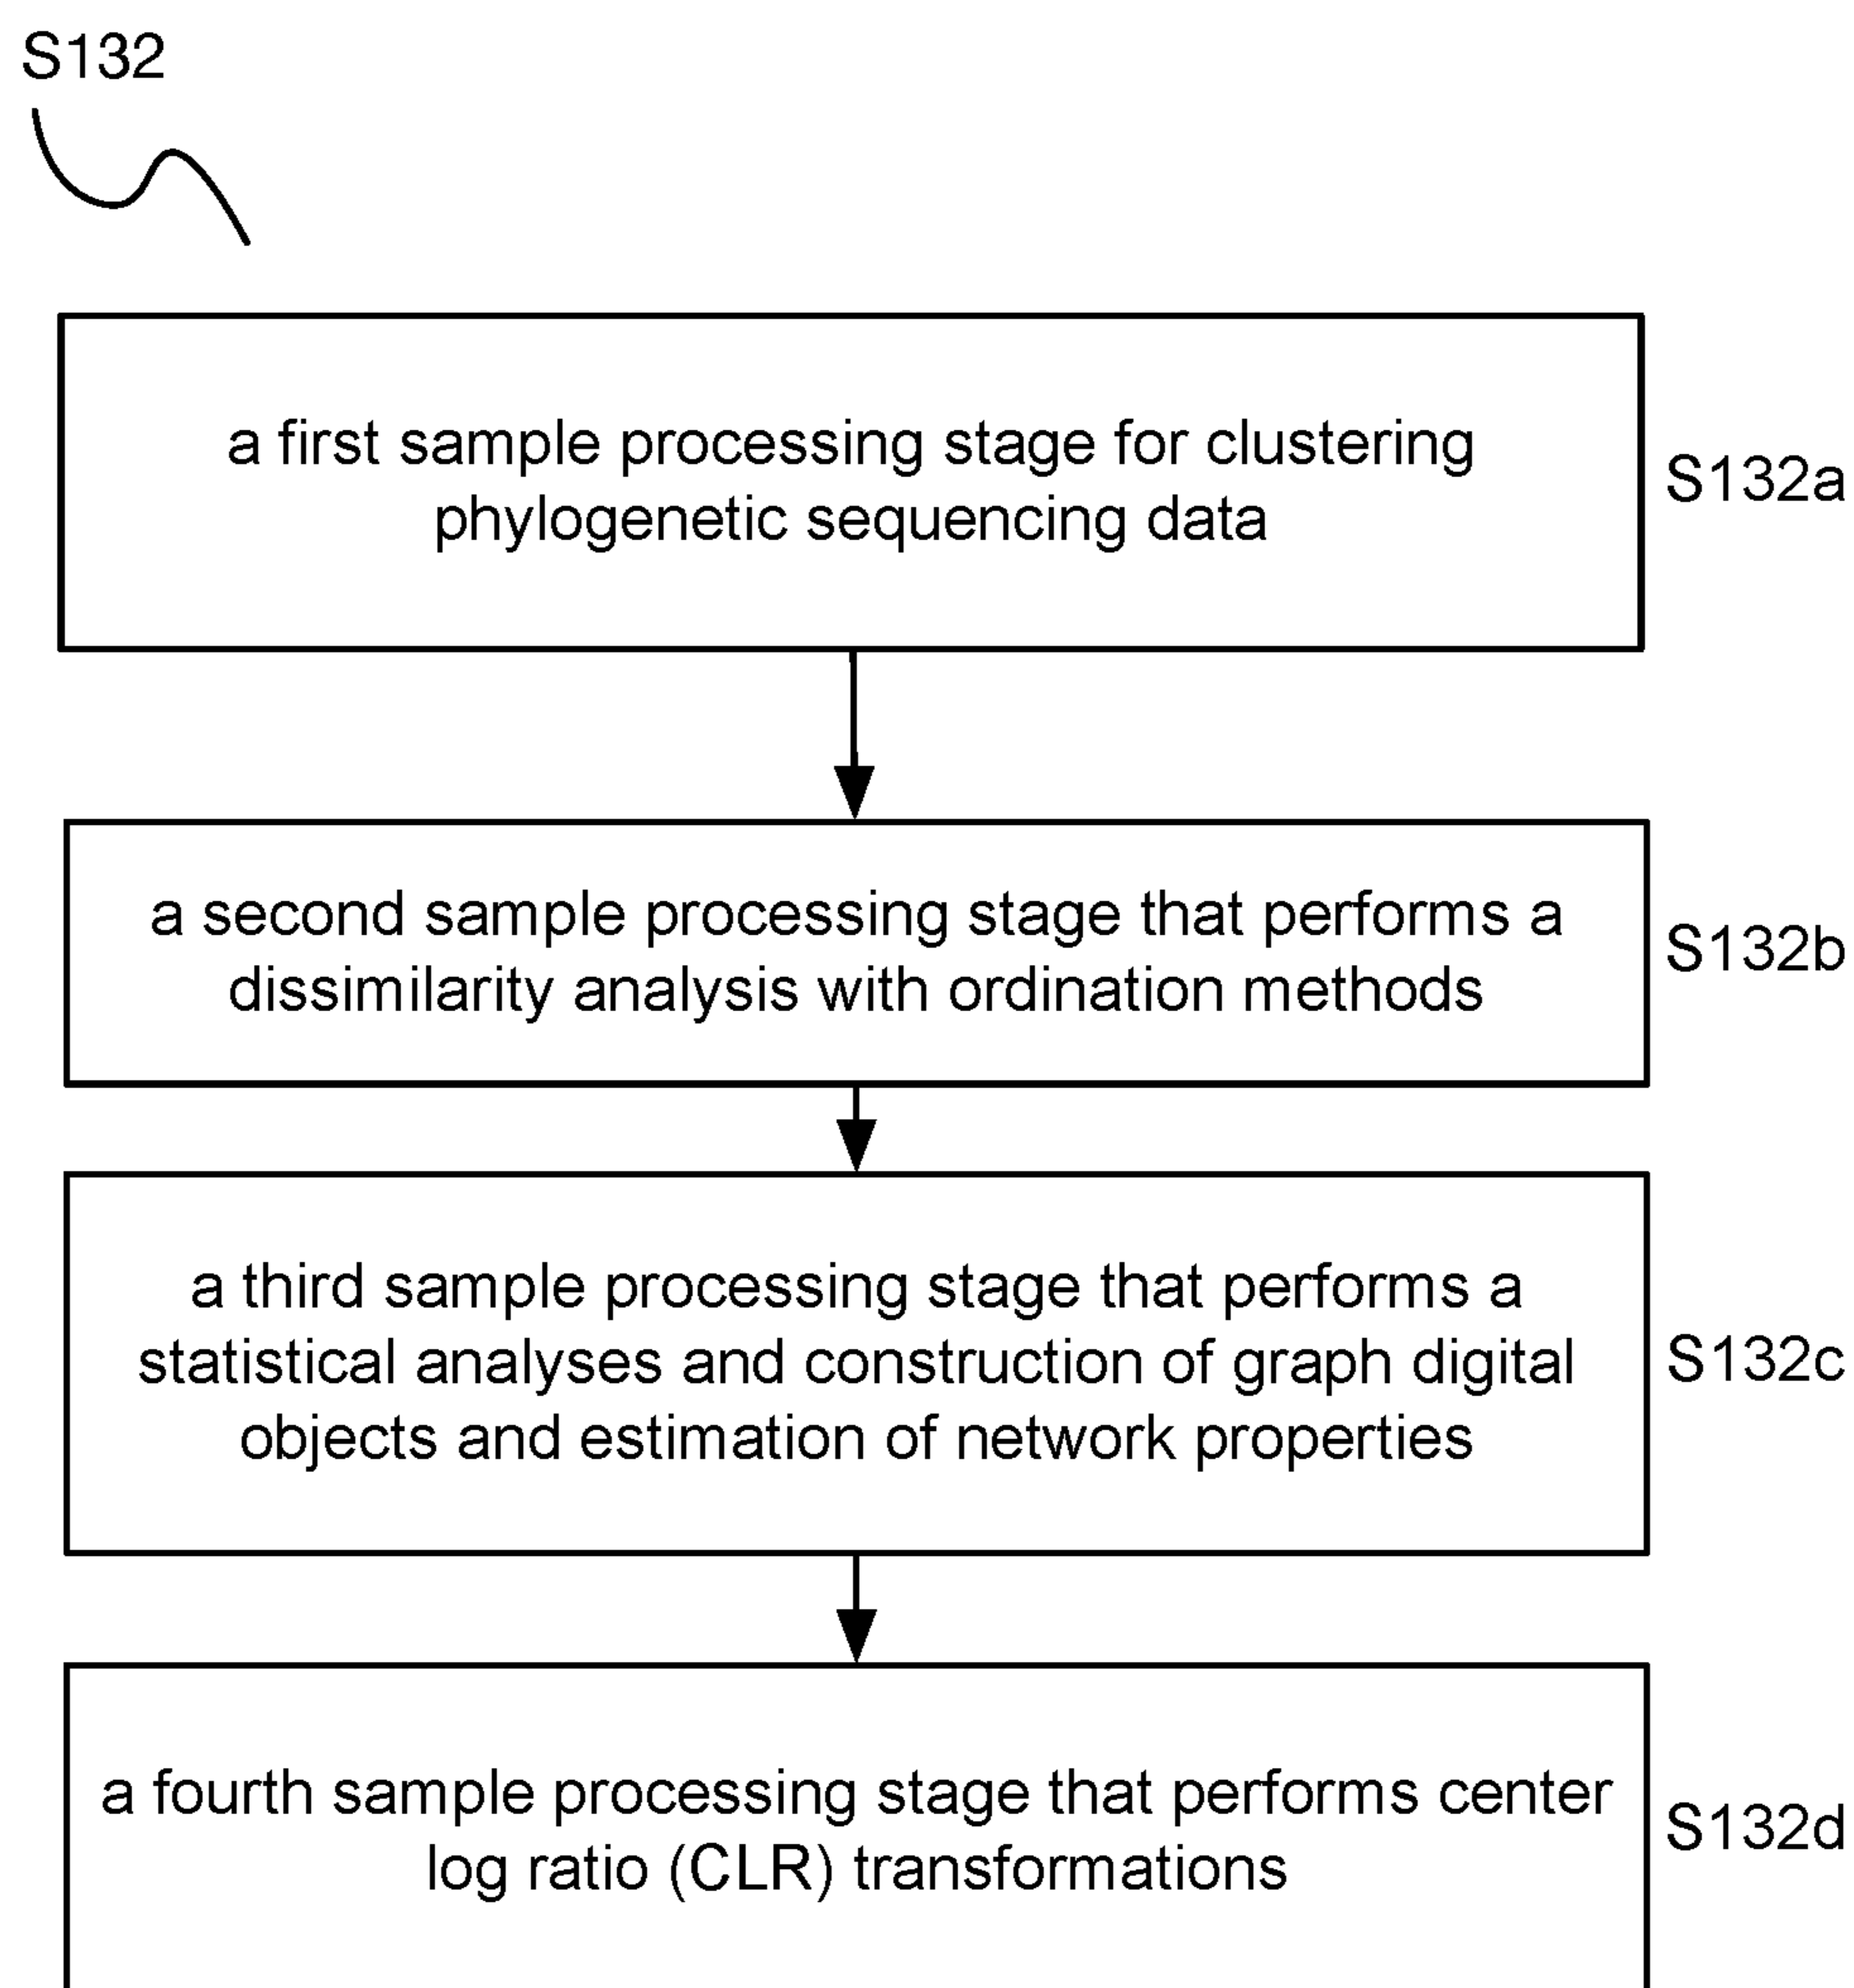 S132
a first sample processing stage for clustering
phylogenetic sequencing data
S132a
a second sample processing stage that performs a
dissimilarity analysis with ordination methods
S132b
a third sample processing stage that performs a
statistical analyses and construction of graph digital
objects and estimation of network properties
S132c
a fourth sample processing stage that performs center
log ratio (CLR) transformations
S132d